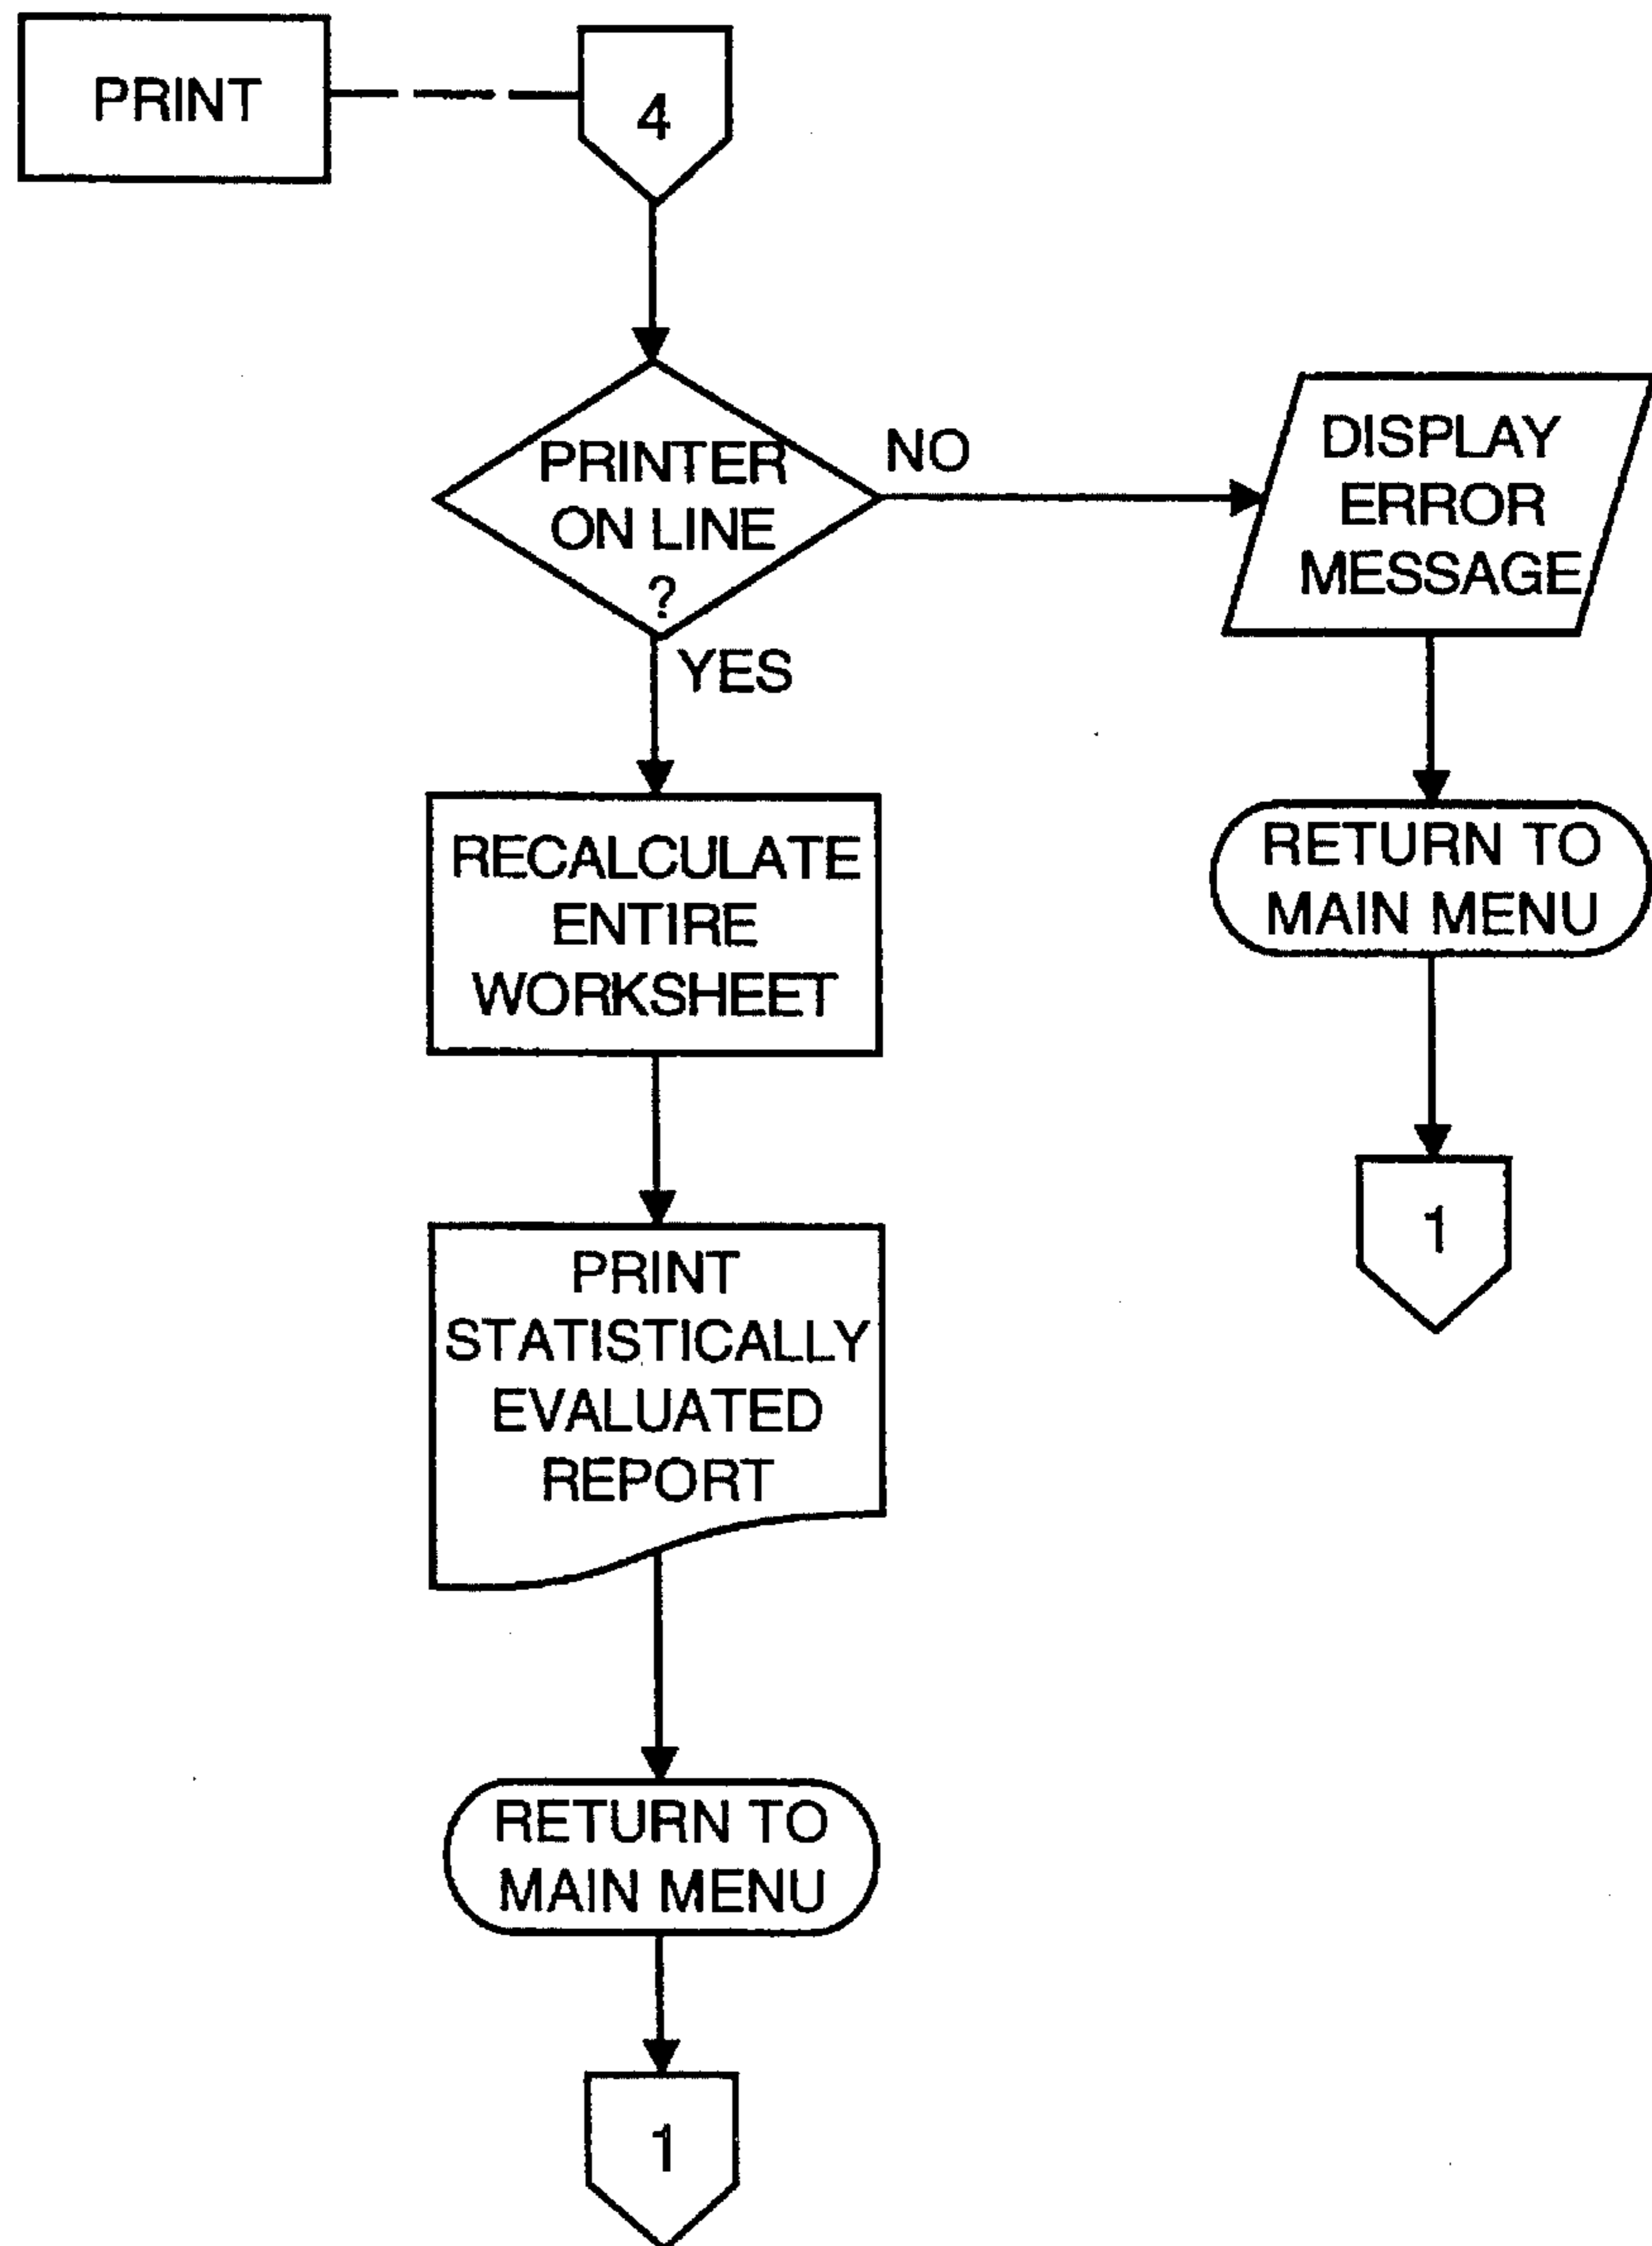 PRINT
4
PRINTER
ON LINE
?
NO
YES
DISPLAY
ERROR
MESSAGE
RETURN TO
MAIN MENU
1
RECALCULATE
ENTIRE
WORKSHEET
PRINT
STATISTICALLY
EVALUATED
REPORT
RETURN TO
MAIN MENU
1